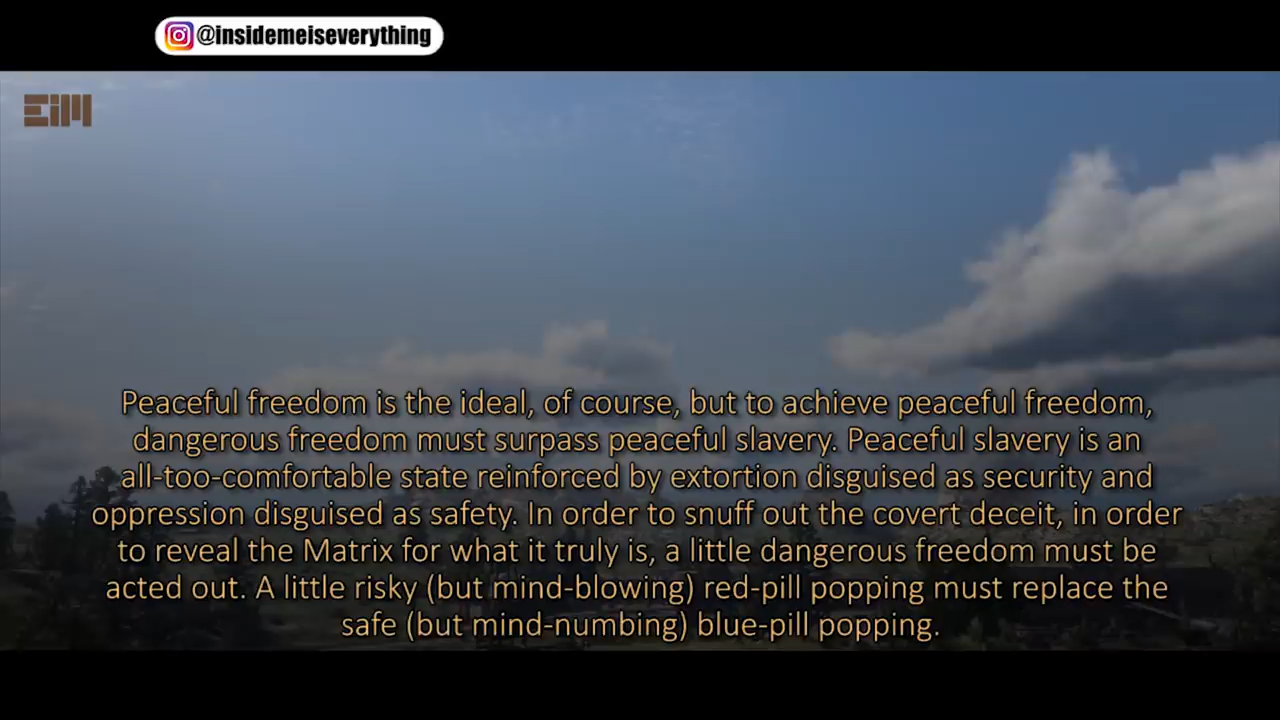 @insidemeiseverything
EiM
Peaceful freedom is the ideal, of course, but to achieve peaceful freedom,
dangerous freedom must surpass peaceful slavery. Peaceful slavery is an
all-too-comfortable state reinforced by extortion disguised as security and
oppression disguised as safety. In order to snuff out the covert deceit, in order
to reveal the Matrix for what it truly is, a little dangerous freedom must be
acted out. A little risky (but mind-blowing) red-pill popping must replace the
safe (but mind-numbing) blue-pill popping.